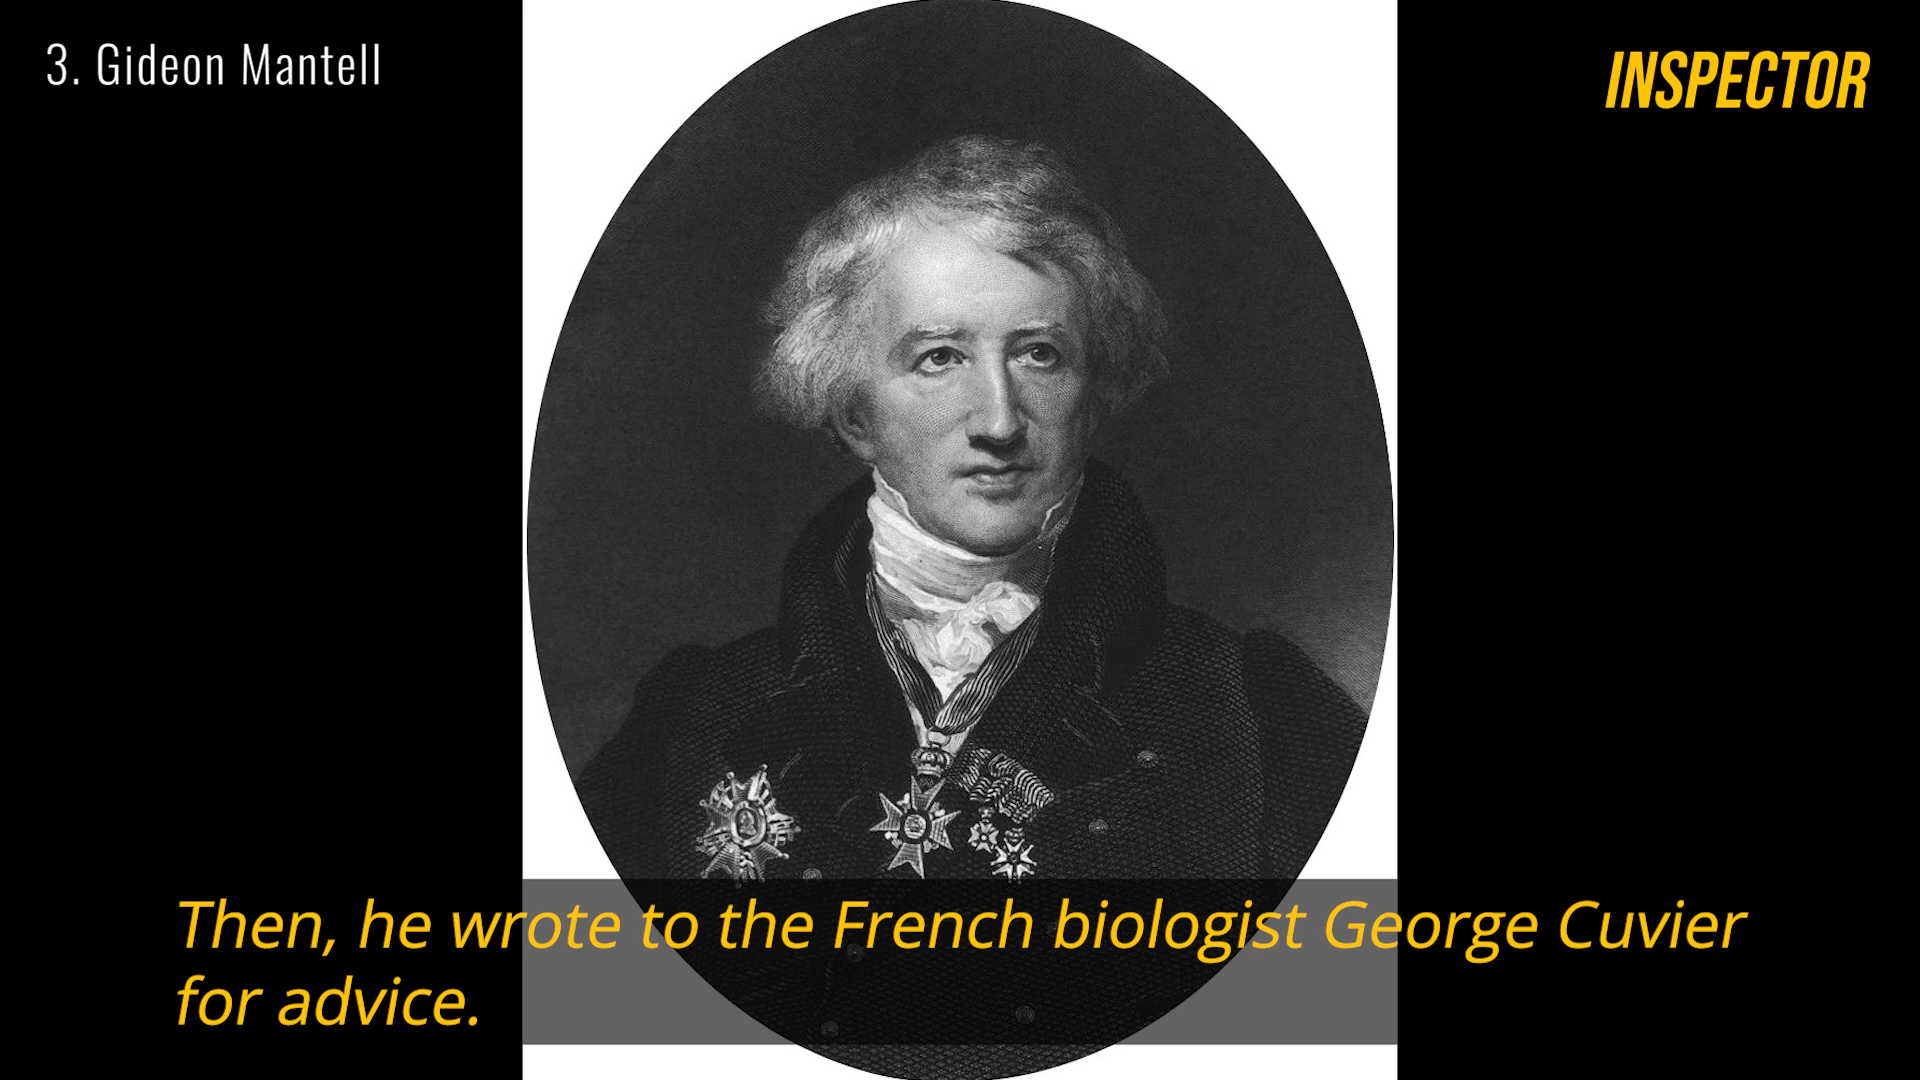 3. Gideon Mantell
INSPECTOR
Then, he wrote to the French biologist George Cuvier
for advice.